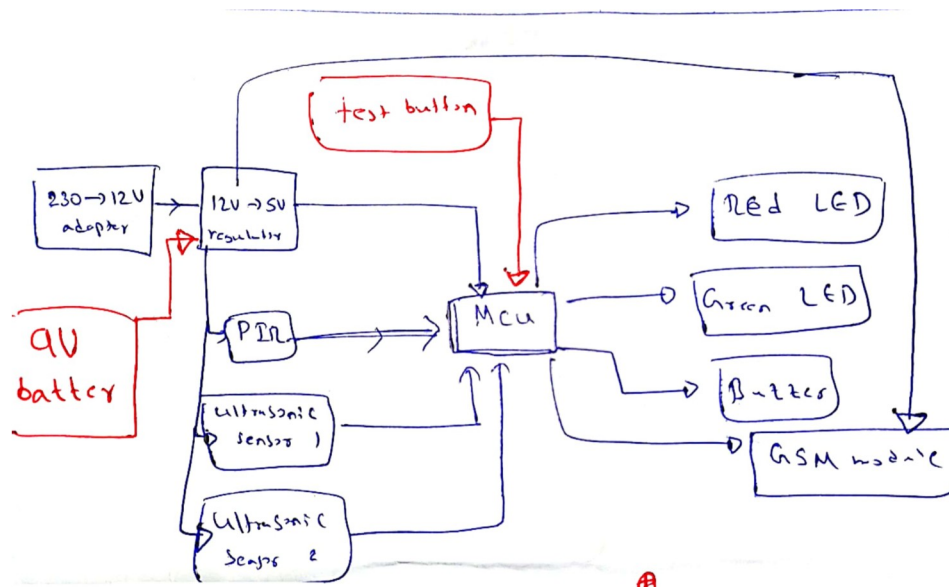 test button
230→12V
adapter
12V→5V
regulator
Red LED
Green LED
MCU
9V
batter
PIR
Buzzer
ultrasonic
sensor 1
GSM module
ultrasonic
sensor 2